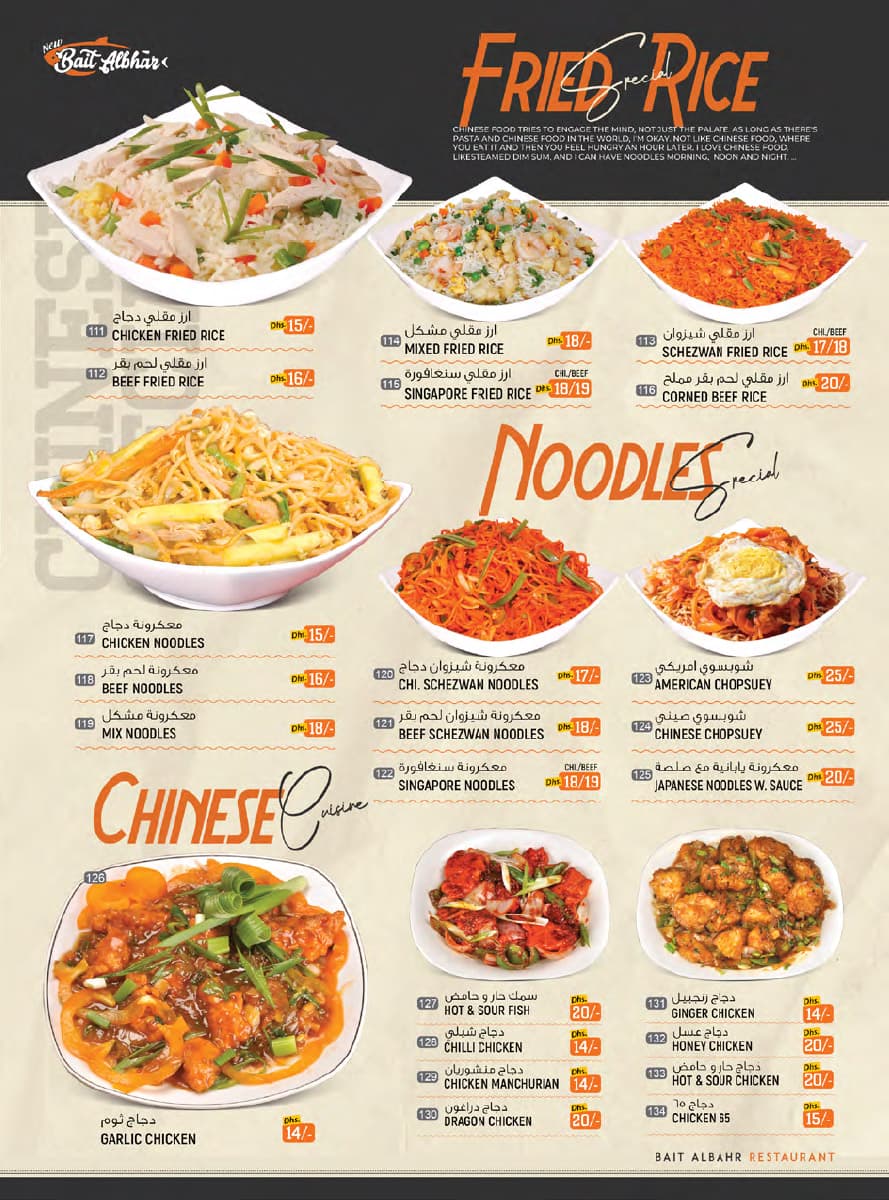 NEW
Bait Albhar
FRIED RICE
Special
CHINESE FOOD TRIES TO ENGAGE THE MIND, NOT JUST THE PALATE. AS LONG AS THERE'S
PASTA AND CHINESE FOOD IN THE WORLD, I'M OKAY. NOT LIKE CHINESE FOOD, WHERE
YOU EAT IT AND THEN YOU FEEL HUNGRY AN HOUR LATER. I LOVE CHINESE FOOD.
LIKESTEAMED DIM SUM, AND I CAN HAVE NOODLES MORNING, NOON AND NIGHT. ...
ارز مقلي دجاج
111 CHICKEN FRIED RICE Dhs. 15/-
ارز مقلي لحم بقر
112 BEEF FRIED RICE Dhs. 16/-
ارز مقلي مشكل
114 MIXED FRIED RICE Dhs. 18/-
ارز مقلي سنغافورة
CHI./BEEF
115 SINGAPORE FRIED RICE Dhs. 18/19
ارز مقلي شيزوان
CHI./BEEF
113 SCHEZWAN FRIED RICE Dhs. 17/18
ارز مقلي لحم بقر مملح
116 CORNED BEEF RICE Dhs. 20/-
NOODLES
Special
معكرونة دجاج
117 CHICKEN NOODLES Dhs. 15/-
معكرونة لحم بقر
118 BEEF NOODLES Dhs. 16/-
معكرونة مشكل
119 MIX NOODLES Dhs. 18/-
معكرونة شيزوان دجاج
120 CHI. SCHEZWAN NOODLES Dhs. 17/-
معكرونة شيزوان لحم بقر
121 BEEF SCHEZWAN NOODLES Dhs. 18/-
معكرونة سنغافورة
CHI./BEEF
122 SINGAPORE NOODLES Dhs. 18/19
شوبسوي امريكي
123 AMERICAN CHOPSUEY Dhs. 25/-
شوبسوي صيني
124 CHINESE CHOPSUEY Dhs. 25/-
معكرونة يابانية مع صلصة
125 JAPANESE NOODLES W. SAUCE Dhs. 20/-
CHINESE
Cuisine
126
دجاج ثوم
GARLIC CHICKEN Dhs. 14/-
سمك حار و حامض
127 HOT & SOUR FISH Dhs. 20/-
دجاج شيلي
128 CHILLI CHICKEN Dhs. 14/-
دجاج منشوريان
129 CHICKEN MANCHURIAN Dhs. 14/-
دجاج دراغون
130 DRAGON CHICKEN Dhs. 20/-
دجاج زنجبيل
131 GINGER CHICKEN Dhs. 14/-
دجاج عسل
132 HONEY CHICKEN Dhs. 20/-
دجاج حار و حامض
133 HOT & SOUR CHICKEN Dhs. 20/-
دجاج ٦٥
134 CHICKEN 65 Dhs. 15/-
BAIT ALBAHR RESTAURANT